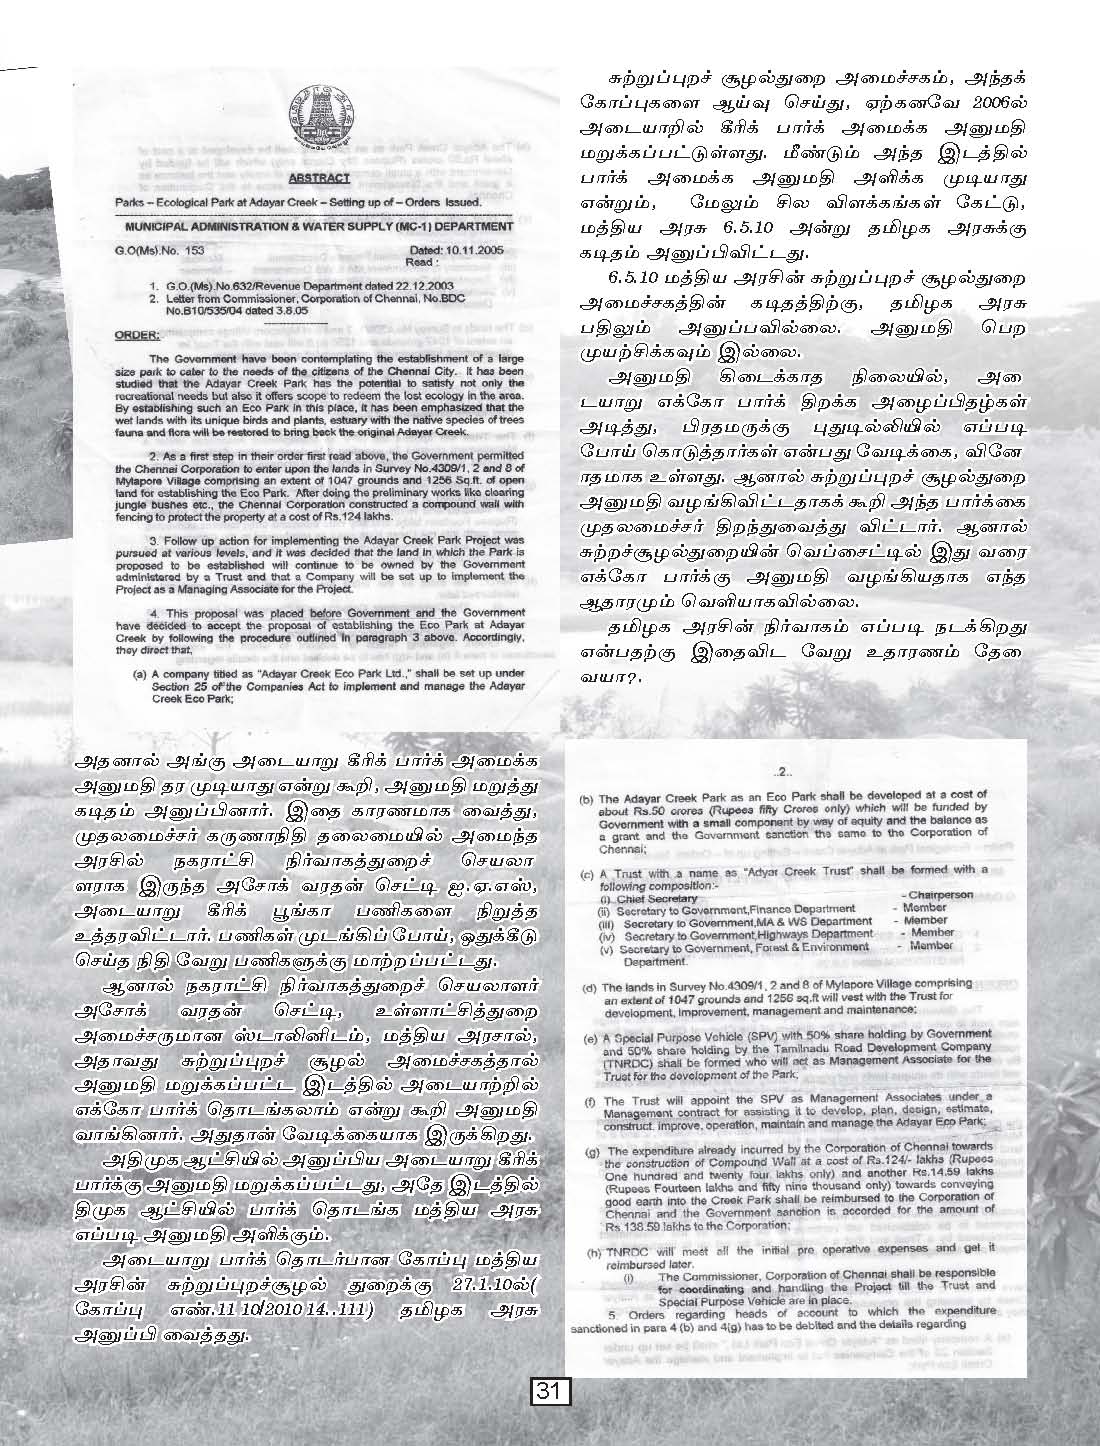 ABSTRACT
Parks – Ecological Park at Adayar Creek – Setting up of – Orders Issued.
MUNICIPAL ADMINISTRATION & WATER SUPPLY (MC-1) DEPARTMENT
G.O(Ms).No. 153 Dated: 10.11.2005
Read :
1. G.O.(Ms).No.632/Revenue Department dated 22.12.2003
2. Letter from Commissioner, Corporation of Chennai, No.BDC
No.B10/535/04 dated 3.8.05
ORDER:
The Government have been contemplating the establishment of a large
size park to cater to the needs of the citizens of the Chennai City. It has been
studied that the Adayar Creek Park has the potential to satisfy not only the
recreational needs but also it offers scope to redeem the lost ecology in the area.
By establishing such an Eco Park in this place, it has been emphasized that the
wet lands with its unique birds and plants, estuary with the native species of trees
fauna and flora will be restored to bring back the original Adayar Creek.
2. As a first step in their order first read above, the Government permitted
the Chennai Corporation to enter upon the lands in Survey No.4309/1, 2 and 8 of
Mylapore Village comprising an extent of 1047 grounds and 1256 Sq.ft. of open
land for establishing the Eco Park. After doing the preliminary works like clearing
jungle bushes etc., the Chennai Corporation constructed a compound wall with
fencing to protect the property at a cost of Rs.124 lakhs.
3. Follow up action for implementing the Adayar Creek Park Project was
pursued at various levels, and it was decided that the land in which the Park is
proposed to be established will continue to be owned by the Government
administered by a Trust and that a Company will be set up to implement the
Project as a Managing Associate for the Project.
4. This proposal was placed before Government and the Government
have decided to accept the proposal of establishing the Eco Park at Adayar
Creek by following the procedure outlined in paragraph 3 above. Accordingly,
they direct that,
(a) A company titled as "Adayar Creek Eco Park Ltd.," shall be set up under
Section 25 of the Companies Act to implement and manage the Adayar
Creek Eco Park;
அதனால் அங்கு அடையாறு கீரிக் பார்க் அமைக்க
அனுமதி தர முடியாது என்று கூறி, அனுமதி மறுத்து
கடிதம் அனுப்பினார். இதை காரணமாக வைத்து,
முதலமைச்சர் கருணாநிதி தலைமையில் அமைந்த
அரசில் நகராட்சி நிர்வாகத்துறைச் செயலா
ளராக இருந்த அசோக் வரதன் செட்டி ஐ.ஏ.எஸ்,
அடையாறு கீரிக் பூங்கா பணிகளை நிறுத்த
உத்தரவிட்டார். பணிகள் முடங்கிப் போய், ஒதுக்கீடு
செய்த நிதி வேறு பணிகளுக்கு மாற்றப்பட்டது.
ஆனால் நகராட்சி நிர்வாகத்துறைச் செயலாளர்
அசோக் வரதன் செட்டி, உள்ளாட்சித்துறை
அமைச்சருமான ஸ்டாலினிடம், மத்திய அரசால்,
அதாவது சுற்றுப்புறச் சூழல் அமைச்சகத்தால்
அனுமதி மறுக்கப்பட்ட இடத்தில் அடையாற்றில்
எக்கோ பார்க் தொடங்கலாம் என்று கூறி அனுமதி
வாங்கினார். அதுதான் வேடிக்கையாக இருக்கிறது.
அதிமுக ஆட்சியில் அனுப்பிய அடையாறு கீரிக்
பார்க்கு அனுமதி மறுக்கப்பட்டது, அதே இடத்தில்
திமுக ஆட்சியில் பார்க் தொடங்க மத்திய அரசு
எப்படி அனுமதி அளிக்கும்.
அடையாறு பார்க் தொடர்பான கோப்பு மத்திய
அரசின் சுற்றுப்புறச்சூழல் துறைக்கு 27.1.10ல்(
கோப்பு எண்.11 10/2010 14..111) தமிழக அரசு
அனுப்பி வைத்தது.
சுற்றுப்புறச் சூழல்துறை அமைச்சகம், அந்தக்
கோப்புகளை ஆய்வு செய்து, ஏற்கனவே 2006ல்
அடையாறில் கீரிக் பார்க் அமைக்க அனுமதி
மறுக்கப்பட்டுள்ளது. மீண்டும் அந்த இடத்தில்
பார்க் அமைக்க அனுமதி அளிக்க முடியாது
என்றும், மேலும் சில விளக்கங்கள் கேட்டு,
மத்திய அரசு 6.5.10 அன்று தமிழக அரசுக்கு
கடிதம் அனுப்பிவிட்டது.
6.5.10 மத்திய அரசின் சுற்றுப்புறச் சூழல்துறை
அமைச்சகத்தின் கடிதத்திற்கு, தமிழக அரசு
பதிலும் அனுப்பவில்லை. அனுமதி பெற
முயற்சிக்கவும் இல்லை.
அனுமதி கிடைக்காத நிலையில், அடை
டயாறு எக்கோ பார்க் திறக்க அழைப்பிதழ்கள்
அடித்து, பிரதமருக்கு புதுடில்லியில் எப்படி
போய் கொடுத்தார்கள் என்பது வேடிக்கை, வினே
ாதமாக உள்ளது. ஆனால் சுற்றுப்புறச் சூழல்துறை
அனுமதி வழங்கிவிட்டதாகக் கூறி அந்த பார்க்கை
முதலமைச்சர் திறந்துவைத்து விட்டார். ஆனால்
சுற்றச்சூழல்துறையின் வெப்சைட்டில் இது வரை
எக்கோ பார்க்கு அனுமதி வழங்கியதாக எந்த
ஆதாரமும் வெளியாகவில்லை.
தமிழக அரசின் நிர்வாகம் எப்படி நடக்கிறது
என்பதற்கு இதைவிட வேறு உதாரணம் தேவை
வயா?.
..2..
(b) The Adayar Creek Park as an Eco Park shall be developed at a cost of
about Rs.50 crores (Rupees fifty Crores only) which will be funded by
Government with a small component by way of equity and the balance as
a grant and the Government sanction the same to the Corporation of
Chennai;
(c) A Trust with a name as "Adyar Creek Trust" shall be formed with a
following composition:-
(i) Chief Secretary - Chairperson
(ii) Secretary to Government,Finance Department - Member
(iii) Secretary to Government,MA & WS Department - Member
(iv) Secretary to Government,Highways Department - Member
(v) Secretary to Government, Forest & Environment - Member
Department.
(d) The lands in Survey No.4309/1, 2 and 8 of Mylapore Village comprising
an extent of 1047 grounds and 1256 sq.ft will vest with the Trust for
development, improvement, management and maintenance;
(e) A Special Purpose Vehicle (SPV) with 50% share holding by Government
and 50% share holding by the Tamilnadu Road Development Company
(TNRDC) shall be formed who will act as Management Associate for the
Trust for the development of the Park;
(f) The Trust will appoint the SPV as Management Associates under a
Management contract for assisting it to develop, plan, design, estimate,
construct, improve, operation, maintain and manage the Adayar Eco Park;
(g) The expenditure already incurred by the Corporation of Chennai towards
the construction of Compound Wall at a cost of Rs.124/- lakhs (Rupees
One hundred and twenty four lakhs only) and another Rs.14.59 lakhs
(Rupees Fourteen lakhs and fifty nine thousand only) towards conveying
good earth into the Creek Park shall be reimbursed to the Corporation of
Chennai and the Government sanction is accorded for the amount of
Rs.138.59 lakhs to the Corporation;
(h) TNRDC will meet all the initial pre operative expenses and get it
reimbursed later.
(i) The Commissioner, Corporation of Chennai shall be responsible
for coordinating and handling the Project till the Trust and
Special Purpose Vehicle are in place.
5. Orders regarding heads of account to which the expenditure
sanctioned in para 4 (b) and 4(g) has to be debited and the details regarding
31